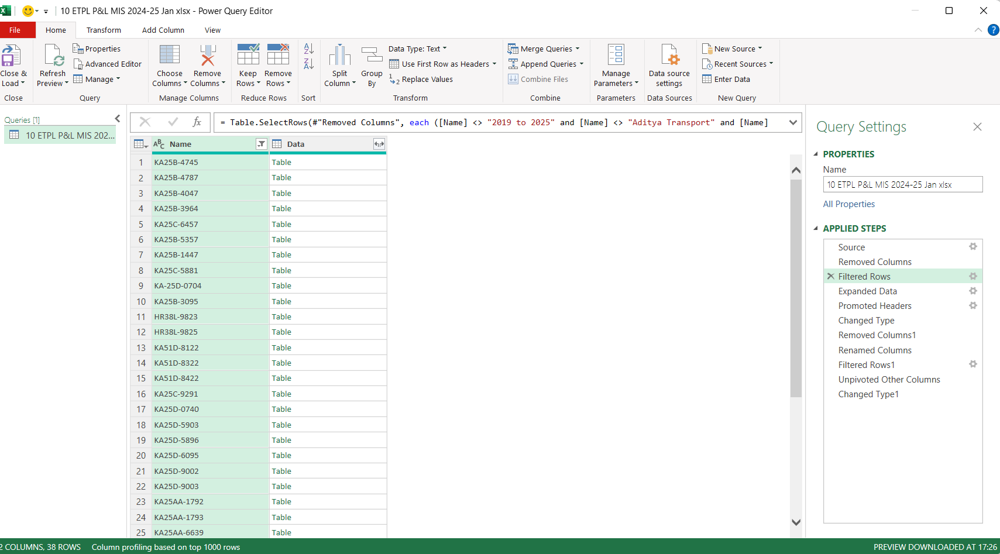 10 ETPL P&L MIS 2024-25 Jan xlsx - Power Query Editor
File Home Transform Add Column View
Close & Load
Close
Refresh Preview
Properties
Advanced Editor
Manage
Query
Choose Columns
Remove Columns
Manage Columns
Keep Rows
Remove Rows
Reduce Rows
Sort
Split Column
Group By
Data Type: Text
Use First Row as Headers
Replace Values
Transform
Merge Queries
Append Queries
Combine Files
Combine
Manage Parameters
Parameters
Data source settings
Data Sources
New Source
Recent Sources
Enter Data
New Query
Queries [1]
10 ETPL P&L MIS 202...
= Table.SelectRows(#"Removed Columns", each ([Name] <> "2019 to 2025" and [Name] <> "Aditya Transport" and [Name]
Name Data
1 KA25B-4745 Table
2 KA25B-4787 Table
3 KA25B-4047 Table
4 KA25B-3964 Table
5 KA25C-6457 Table
6 KA25B-5357 Table
7 KA25B-1447 Table
8 KA25C-5881 Table
9 KA-25D-0704 Table
10 KA25B-3095 Table
11 HR38L-9823 Table
12 HR38L-9825 Table
13 KA51D-8122 Table
14 KA51D-8322 Table
15 KA51D-8422 Table
16 KA25C-9291 Table
17 KA25D-0740 Table
18 KA25D-5903 Table
19 KA25D-5896 Table
20 KA25D-6095 Table
21 KA25D-9002 Table
22 KA25D-9003 Table
23 KA25AA-1792 Table
24 KA25AA-1793 Table
25 KA25AA-6639 Table
Query Settings
PROPERTIES
Name
10 ETPL P&L MIS 2024-25 Jan xlsx
All Properties
APPLIED STEPS
Source
Removed Columns
Filtered Rows
Expanded Data
Promoted Headers
Changed Type
Removed Columns1
Renamed Columns
Filtered Rows1
Unpivoted Other Columns
Changed Type1
2 COLUMNS, 38 ROWS Column profiling based on top 1000 rows
PREVIEW DOWNLOADED AT 17:26